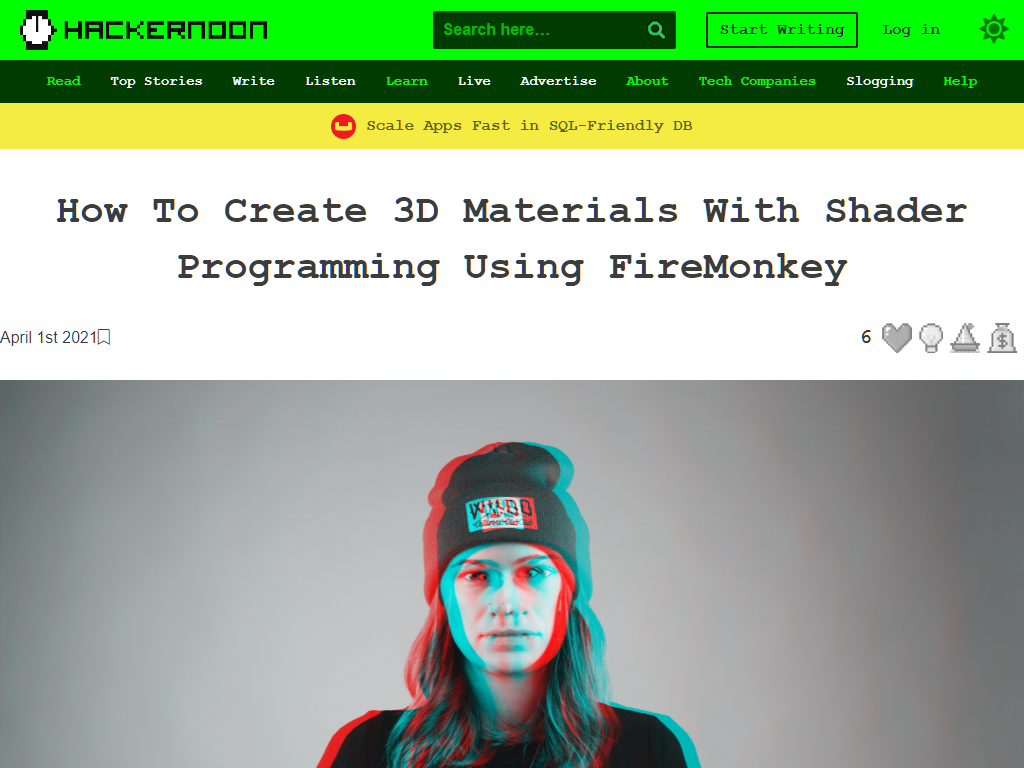 HACKERNOON
Search here...
Start Writing
Log in
Read Top Stories Write Listen Learn Live Advertise About Tech Companies Slogging Help
Scale Apps Fast in SQL-Friendly DB
How To Create 3D Materials With Shader
Programming Using FireMonkey
April 1st 2021
6
$